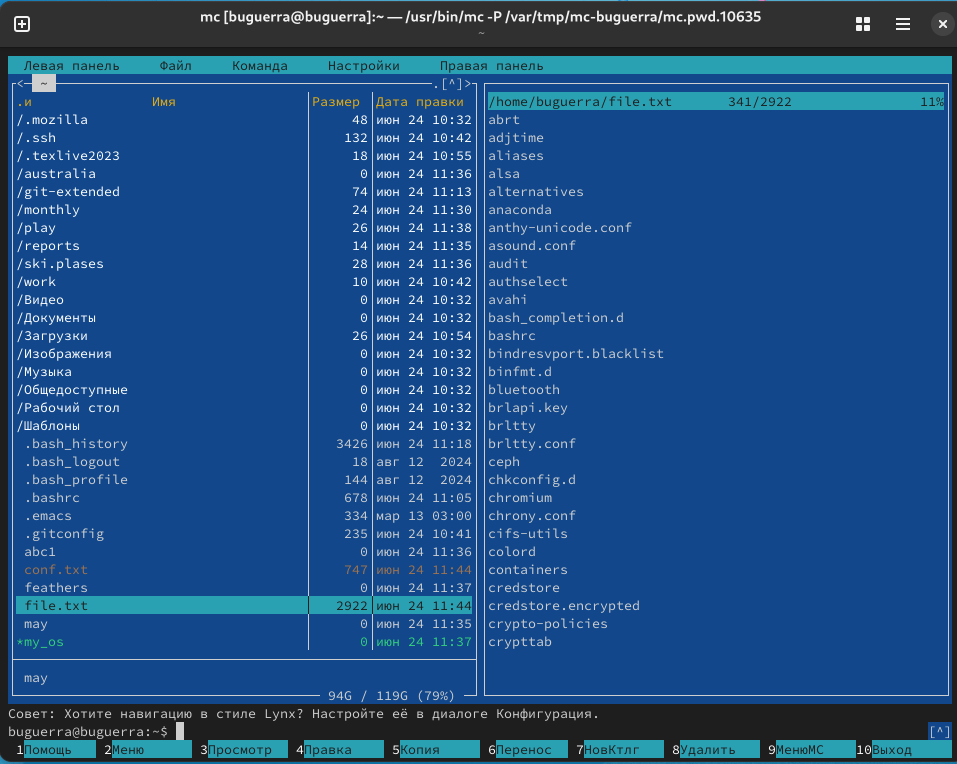 mc [buguerra@buguerra]:~ — /usr/bin/mc -P /var/tmp/mc-buguerra/mc.pwd.10635
~
Левая панель Файл Команда Настройки Правая панель
<─ ~ .[^]>
.и Имя Размер Дата правки
/.mozilla 48 июн 24 10:32
/.ssh 132 июн 24 10:42
/.texlive2023 18 июн 24 10:55
/australia 0 июн 24 11:36
/git-extended 74 июн 24 11:13
/monthly 24 июн 24 11:30
/play 26 июн 24 11:38
/reports 14 июн 24 11:35
/ski.plases 28 июн 24 11:36
/work 10 июн 24 10:42
/Видео 0 июн 24 10:32
/Документы 0 июн 24 10:32
/Загрузки 26 июн 24 10:54
/Изображения 0 июн 24 10:32
/Музыка 0 июн 24 10:32
/Общедоступные 0 июн 24 10:32
/Рабочий стол 0 июн 24 10:32
/Шаблоны 0 июн 24 10:32
.bash_history 3426 июн 24 11:18
.bash_logout 18 авг 12 2024
.bash_profile 144 авг 12 2024
.bashrc 678 июн 24 11:05
.emacs 334 мар 13 03:00
.gitconfig 235 июн 24 10:41
abc1 0 июн 24 11:36
conf.txt 747 июн 24 11:44
feathers 0 июн 24 11:37
file.txt 2922 июн 24 11:44
may 0 июн 24 11:35
*my_os 0 июн 24 11:37
may
94G / 119G (79%)
/home/buguerra/file.txt 341/2922 11%
abrt
adjtime
aliases
alsa
alternatives
anaconda
anthy-unicode.conf
asound.conf
audit
authselect
avahi
bash_completion.d
bashrc
bindresvport.blacklist
binfmt.d
bluetooth
brlapi.key
brltty
brltty.conf
ceph
chkconfig.d
chromium
chrony.conf
cifs-utils
colord
containers
credstore
credstore.encrypted
crypto-policies
crypttab
Совет: Хотите навигацию в стиле Lynx? Настройте её в диалоге Конфигурация.
buguerra@buguerra:~$ [^]
1Помощь 2Меню 3Просмотр 4Правка 5Копия 6Перенос 7НовКтлг 8Удалить 9МенюMC 10Выход